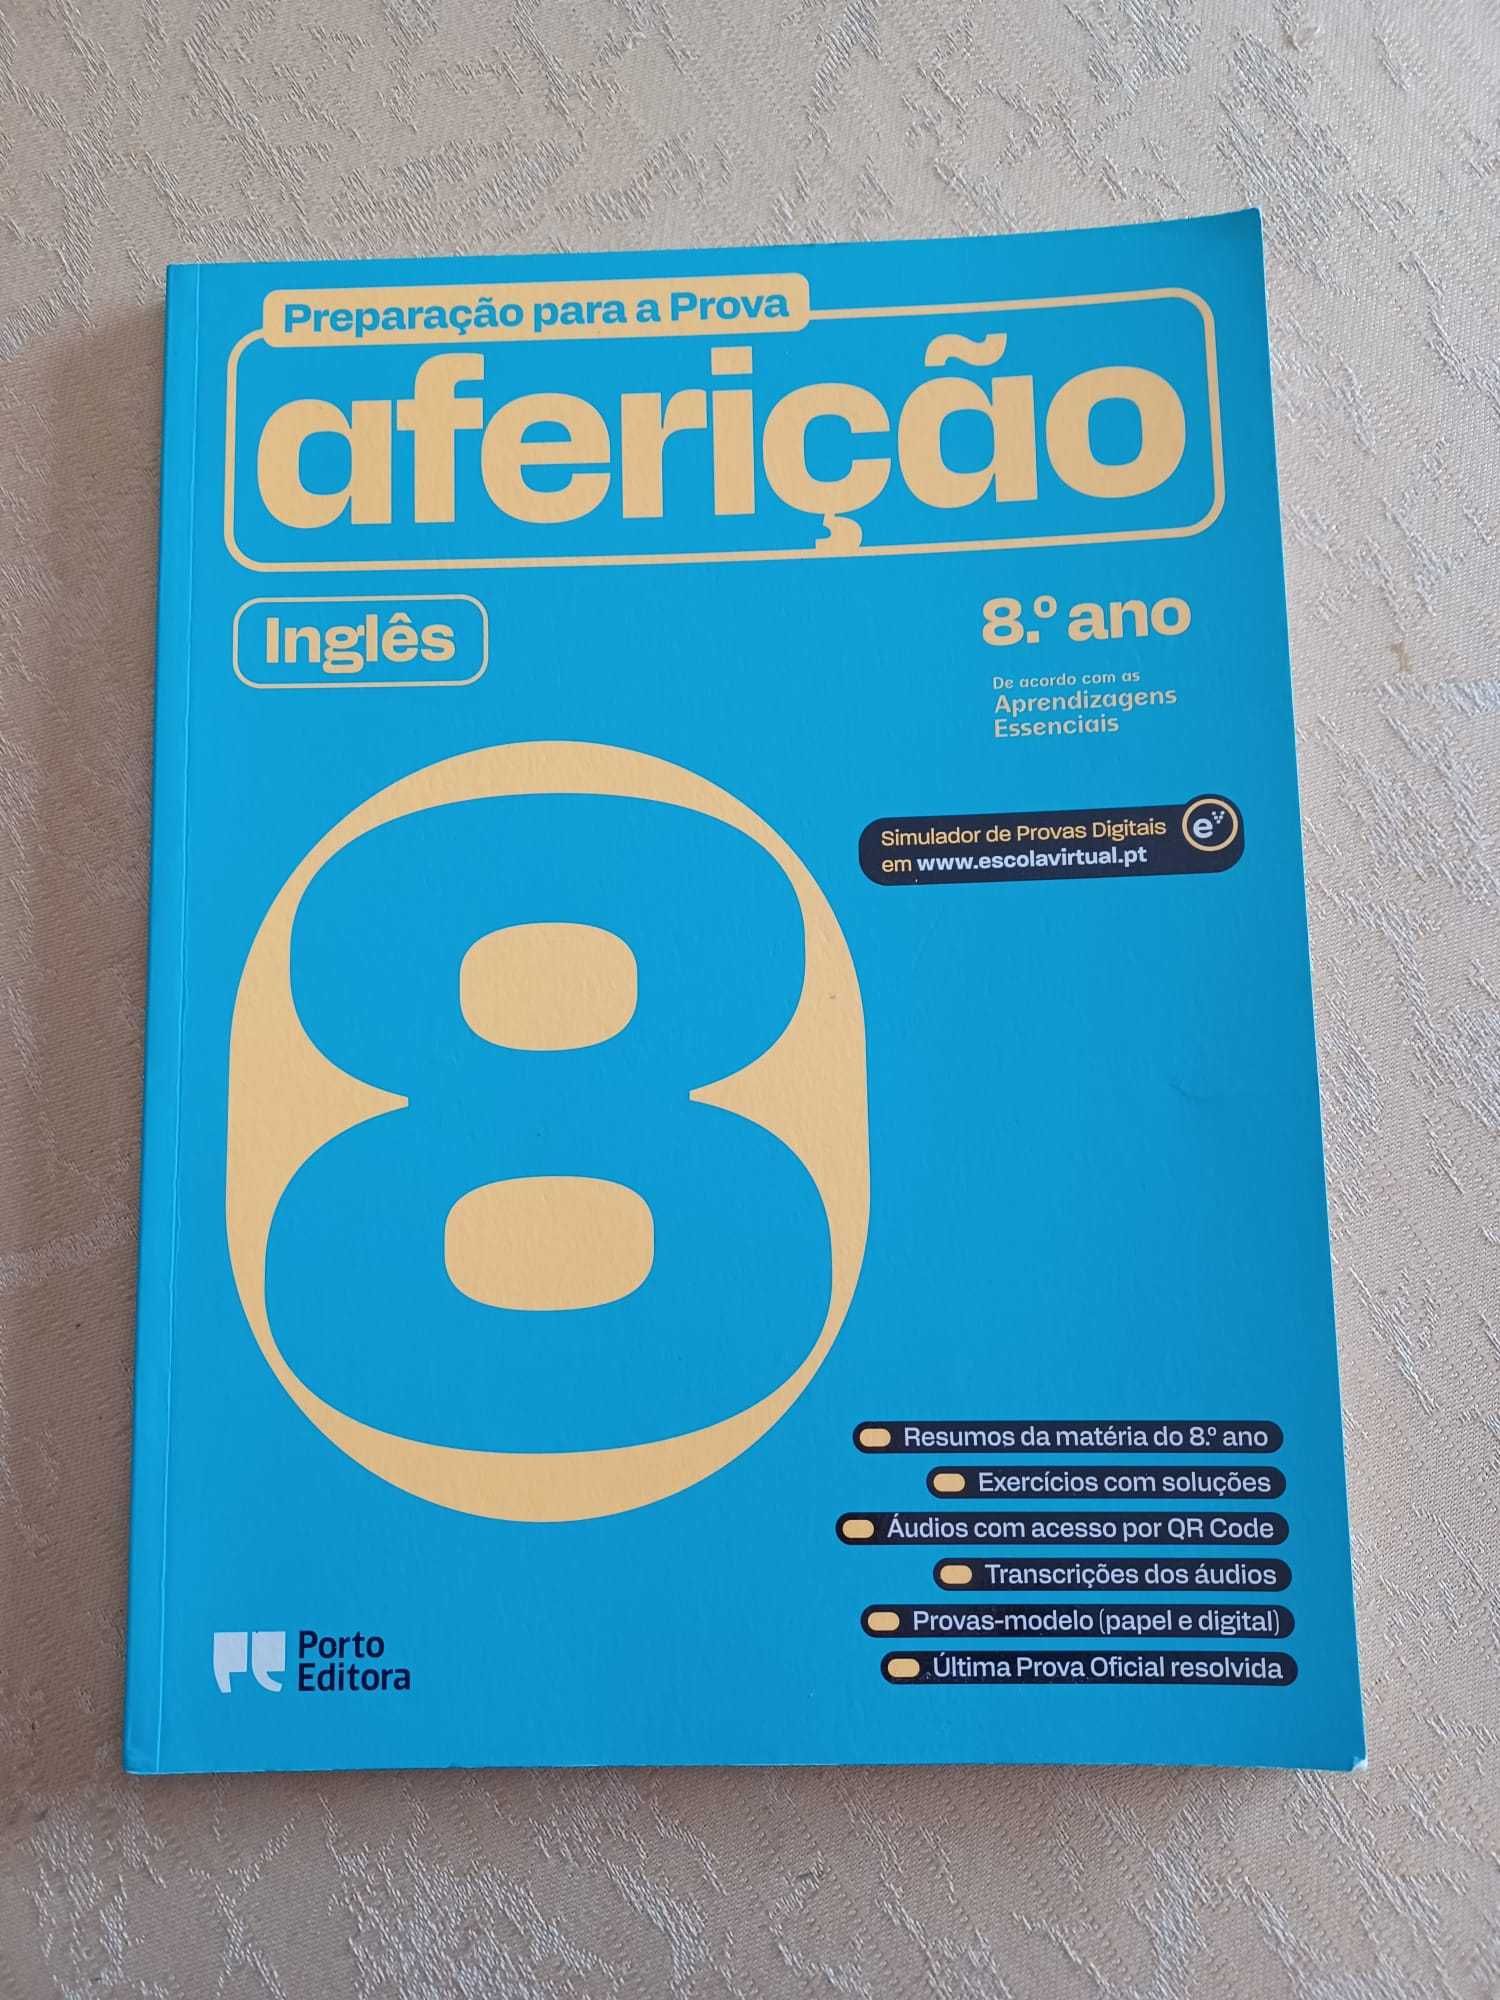 Preparação para a Prova
aferição
Inglês
8.º ano
De acordo com as
Aprendizagens
Essenciais
Simulador de Provas Digitais
em www.escolavirtual.pt
e
8
Resumos da matéria do 8.º ano
Exercícios com soluções
Áudios com acesso por QR Code
Transcrições dos áudios
Provas-modelo (papel e digital)
Última Prova Oficial resolvida
Porto
Editora